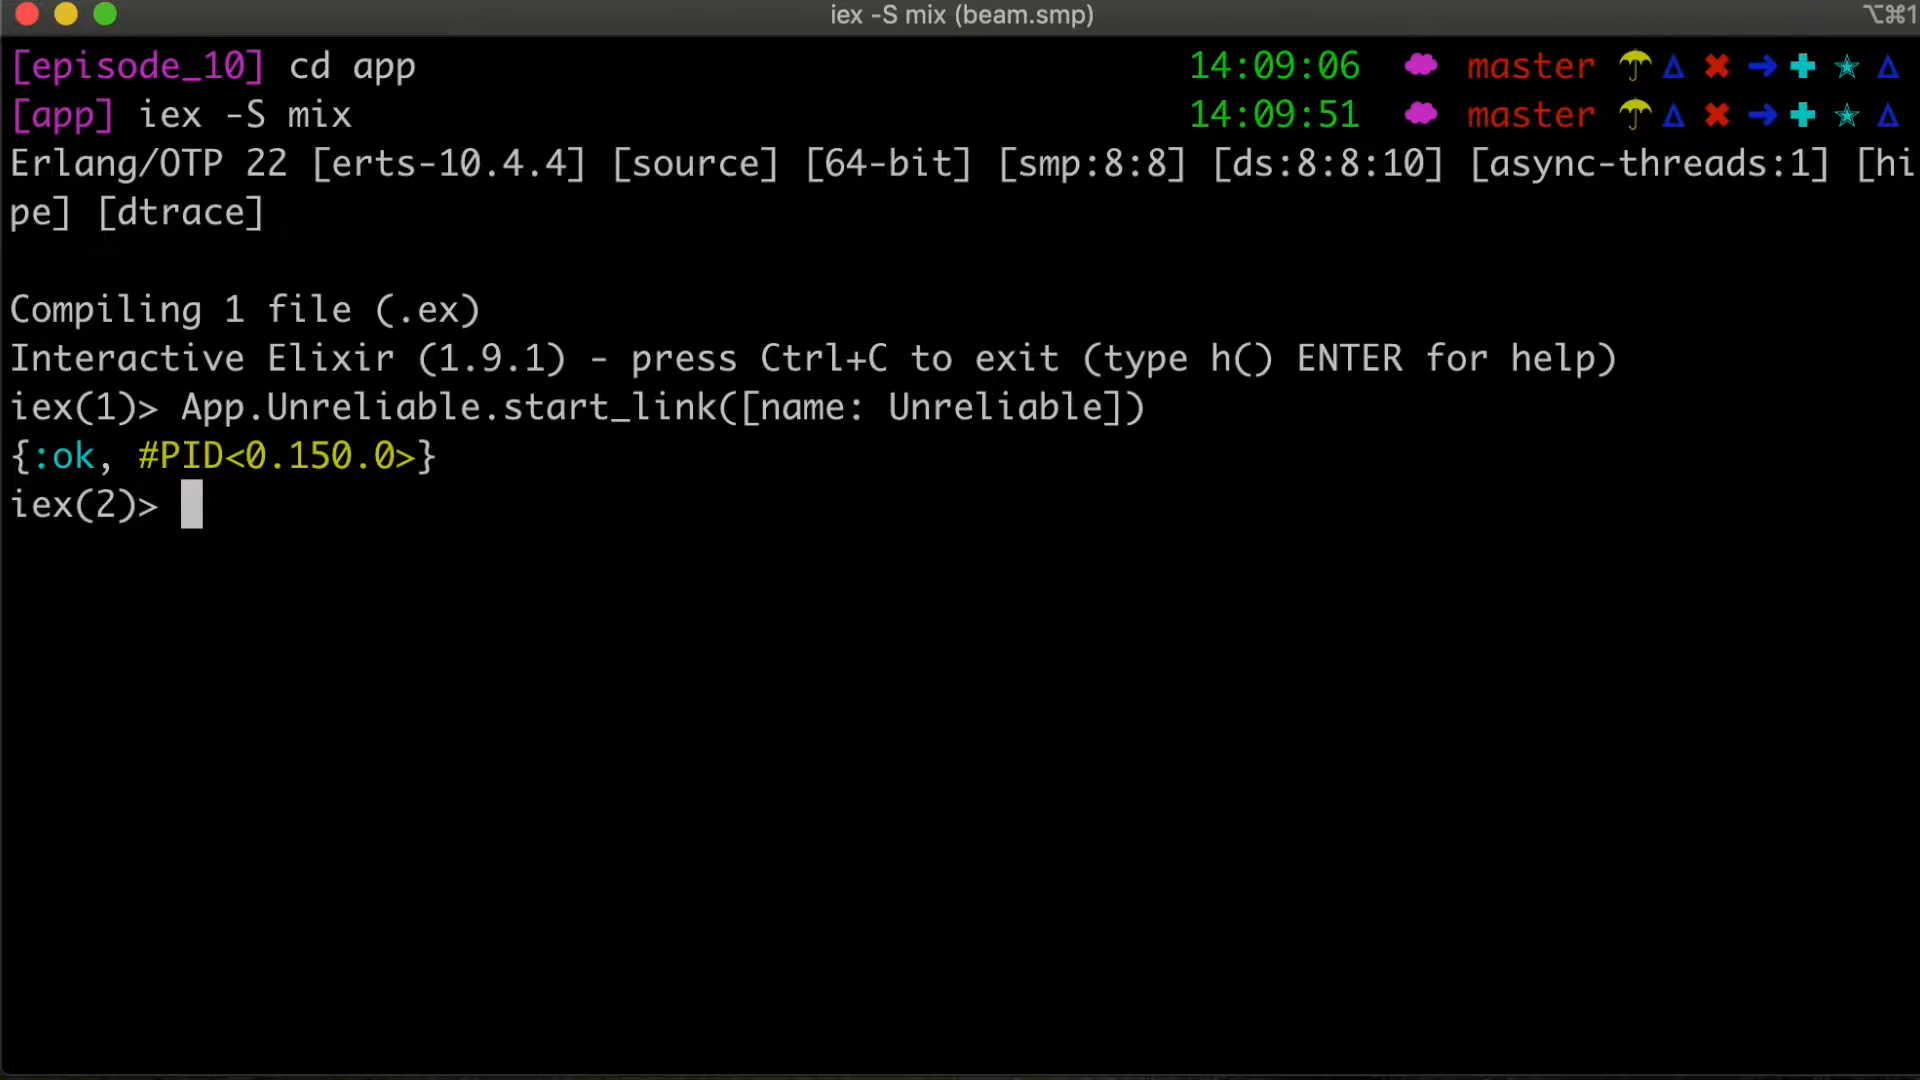 iex -S mix (beam.smp) ⌥⌘1
[episode_10] cd app 14:09:06 master
[app] iex -S mix 14:09:51 master
Erlang/OTP 22 [erts-10.4.4] [source] [64-bit] [smp:8:8] [ds:8:8:10] [async-threads:1] [hi
pe] [dtrace]
Compiling 1 file (.ex)
Interactive Elixir (1.9.1) - press Ctrl+C to exit (type h() ENTER for help)
iex(1)> App.Unreliable.start_link([name: Unreliable])
{:ok, #PID<0.150.0>}
iex(2)>